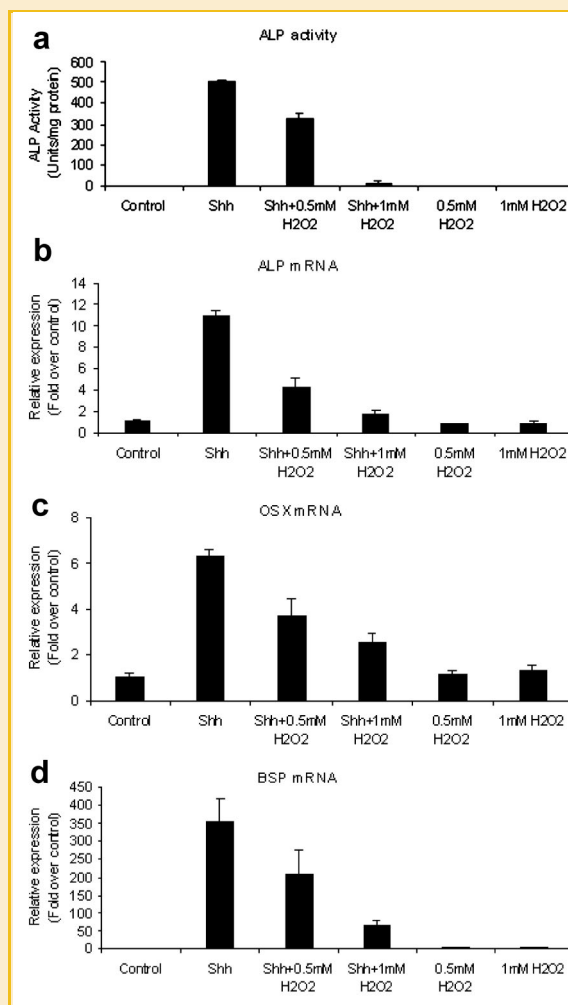 a
ALP activity
ALP Activity
(Units/mg protein)
600
500
400
300
200
100
0
Control Shh Shh+0.5mM Shh+1mM 0.5mM 1mM H2O2
H2O2 H2O2 H2O2
b
ALP mRNA
Relative expression
(Fold over control)
14
12
10
8
6
4
2
0
Control Shh Shh+0.5mM Shh+1mM 0.5mM 1mM H2O2
H2O2 H2O2 H2O2
c
OSX mRNA
Relative expression
(Fold over control)
8
6
4
2
0
Control Shh Shh+0.5mM Shh+1mM 0.5mM 1mM H2O2
H2O2 H2O2 H2O2
d
BSP mRNA
Relative expression
(Fold over control)
450
400
350
300
250
200
150
100
50
0
Control Shh Shh+0.5mM Shh+1mM 0.5mM 1mM H2O2
H2O2 H2O2 H2O2